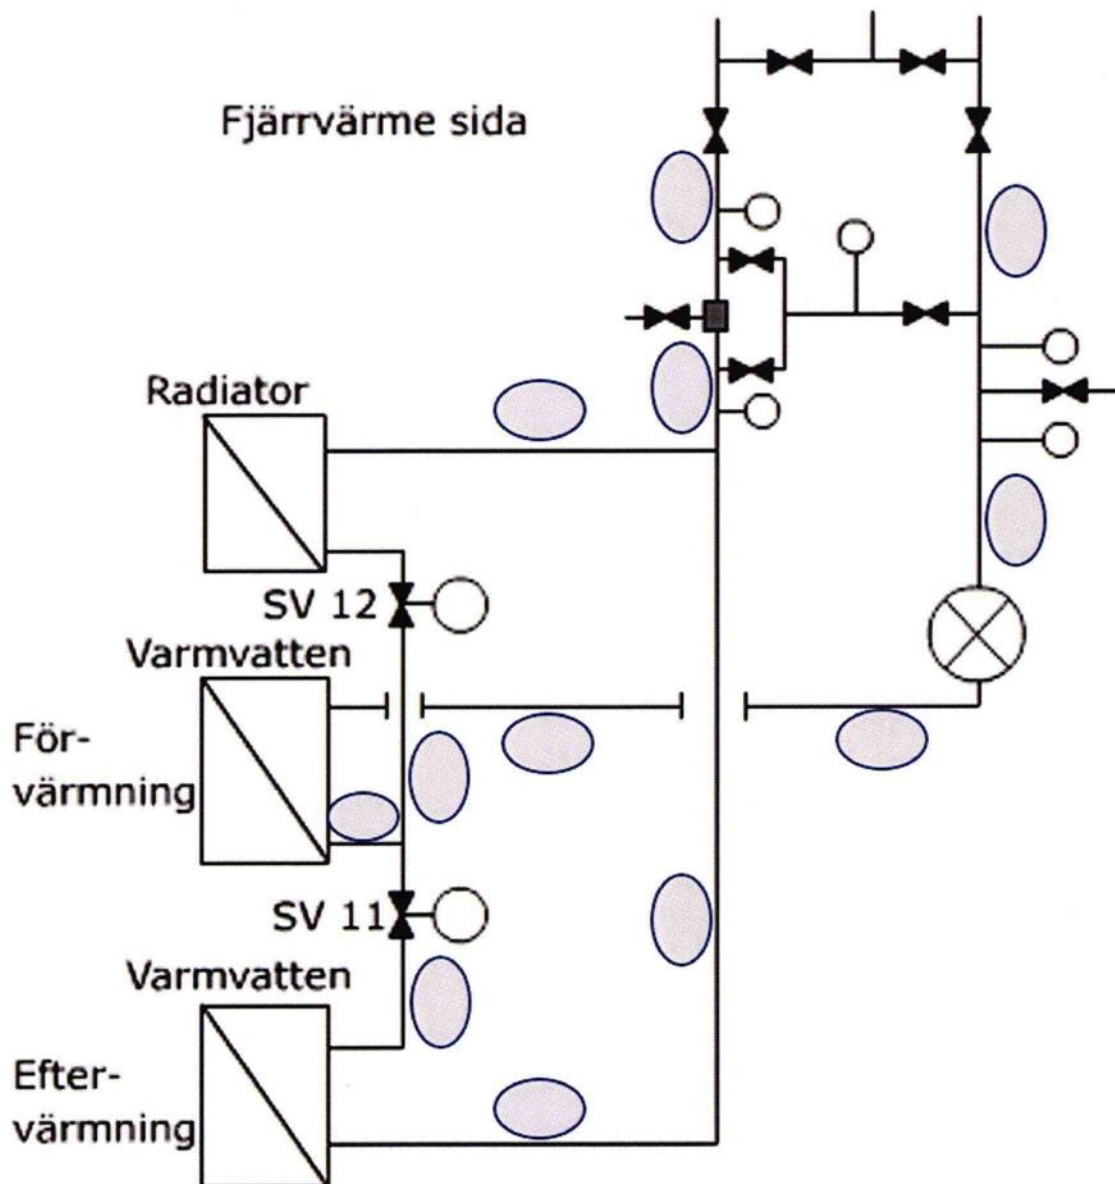 Fjärrvärme sida
Radiator
SV 12
Varmvatten
För-
värmning
SV 11
Varmvatten
Efter-
värmning